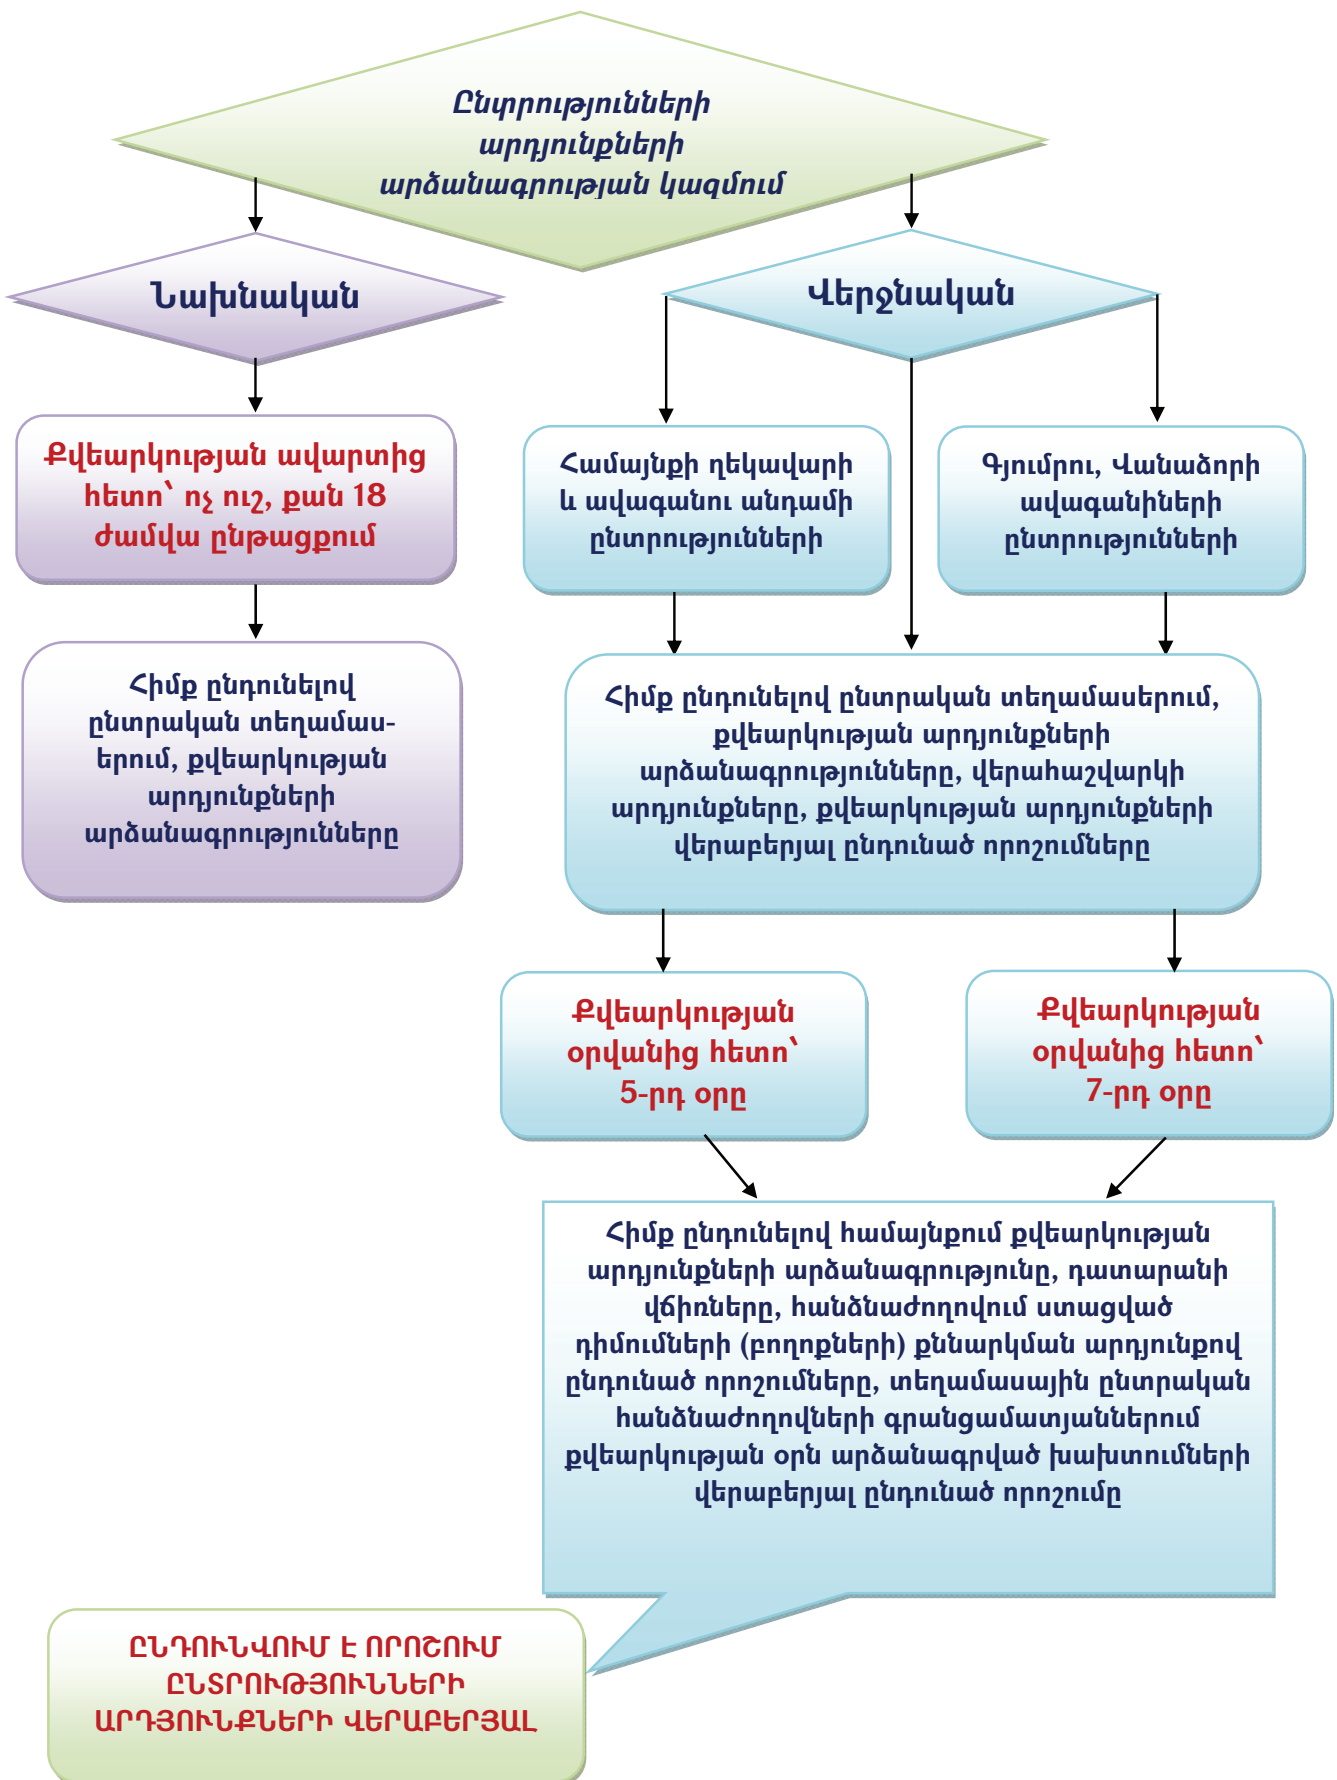 Ընտրությունների
արդյունքների
արձանագրության կազմում
Նախնական
Վերջնական
Քվեարկության ավարտից
հետո՝ ոչ ուշ, քան 18
ժամվա ընթացքում
Համայնքի ղեկավարի
և ավագանու անդամի
ընտրությունների
Գյումրու, Վանաձորի
ավագանիների
ընտրությունների
Հիմք ընդունելով
ընտրական տեղամաս-
երում, քվեարկության
արդյունքների
արձանագրությունները
Հիմք ընդունելով ընտրական տեղամասերում,
քվեարկության արդյունքների
արձանագրությունները, վերահաշվարկի
արդյունքները, քվեարկության արդյունքների
վերաբերյալ ընդունած որոշումները
Քվեարկության
օրվանից հետո՝
5-րդ օրը
Քվեարկության
օրվանից հետո՝
7-րդ օրը
Հիմք ընդունելով համայնքում քվեարկության
արդյունքների արձանագրությունը, դատարանի
վճիռները, հանձնաժողովում ստացված
դիմումների (բողոքների) քննարկման արդյունքով
ընդունած որոշումները, տեղամասային ընտրական
հանձնաժողովների գրանցամատյաններում
քվեարկության օրն արձանագրված խախտումների
վերաբերյալ ընդունած որոշումը
ԸՆԴՈՒՆՎՈՒՄ Է ՈՐՈՇՈՒՄ
ԸՆՏՐՈՒԹՅՈՒՆՆԵՐԻ
ԱՐԴՅՈՒՆՔՆԵՐԻ ՎԵՐԱԲԵՐՅԱԼ